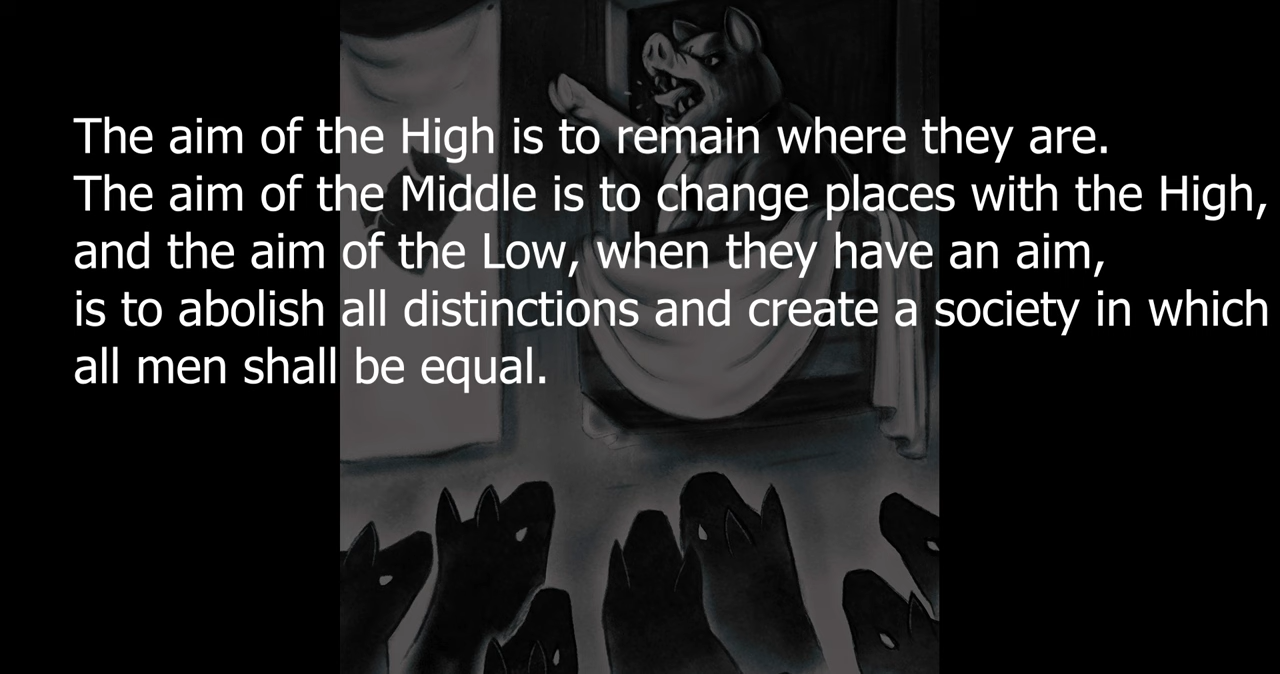 The aim of the High is to remain where they are.
The aim of the Middle is to change places with the High,
and the aim of the Low, when they have an aim,
is to abolish all distinctions and create a society in which
all men shall be equal.